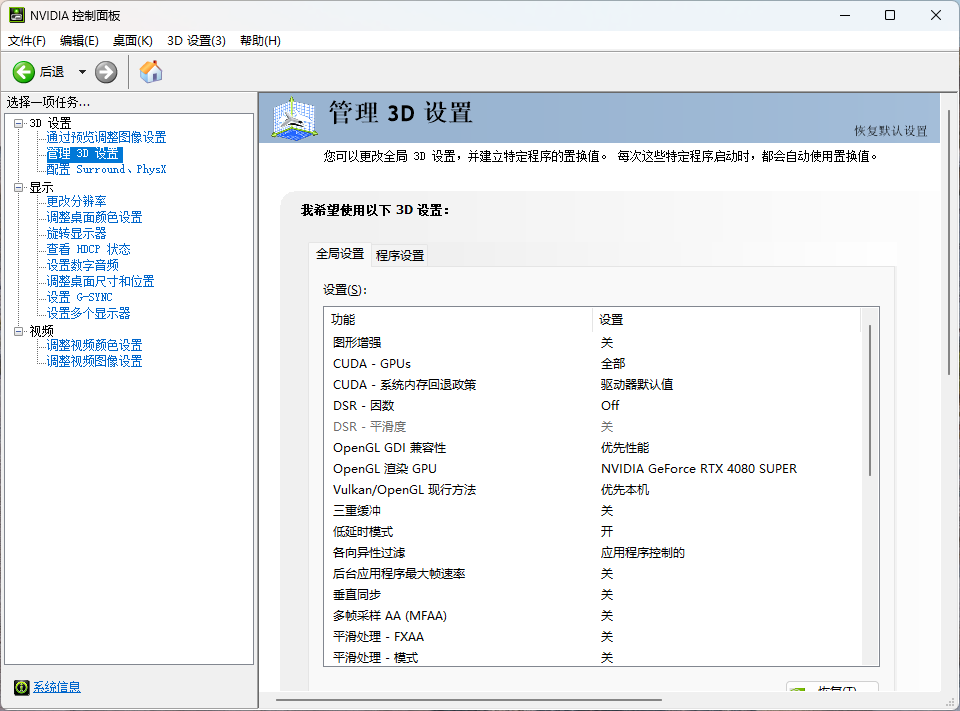 NVIDIA 控制面板
文件(F) 编辑(E) 桌面(K) 3D 设置(3) 帮助(H)
后退
选择一项任务...
3D 设置
通过预览调整图像设置
管理 3D 设置
配置 Surround、PhysX
显示
更改分辨率
调整桌面颜色设置
旋转显示器
查看 HDCP 状态
设置数字音频
调整桌面尺寸和位置
设置 G-SYNC
设置多个显示器
视频
调整视频颜色设置
调整视频图像设置
系统信息
管理 3D 设置
恢复默认设置
您可以更改全局 3D 设置，并建立特定程序的置换值。 每次这些特定程序启动时，都会自动使用置换值。
我希望使用以下 3D 设置：
全局设置 程序设置
设置(S)：
功能 设置
图形增强 关
CUDA - GPUs 全部
CUDA - 系统内存回退政策 驱动器默认值
DSR - 因数 Off
DSR - 平滑度 关
OpenGL GDI 兼容性 优先性能
OpenGL 渲染 GPU NVIDIA GeForce RTX 4080 SUPER
Vulkan/OpenGL 现行方法 优先本机
三重缓冲 关
低延时模式 开
各向异性过滤 应用程序控制的
后台应用程序最大帧速率 关
垂直同步 关
多帧采样 AA (MFAA) 关
平滑处理 - FXAA 关
平滑处理 - 模式 关
恢复(T)